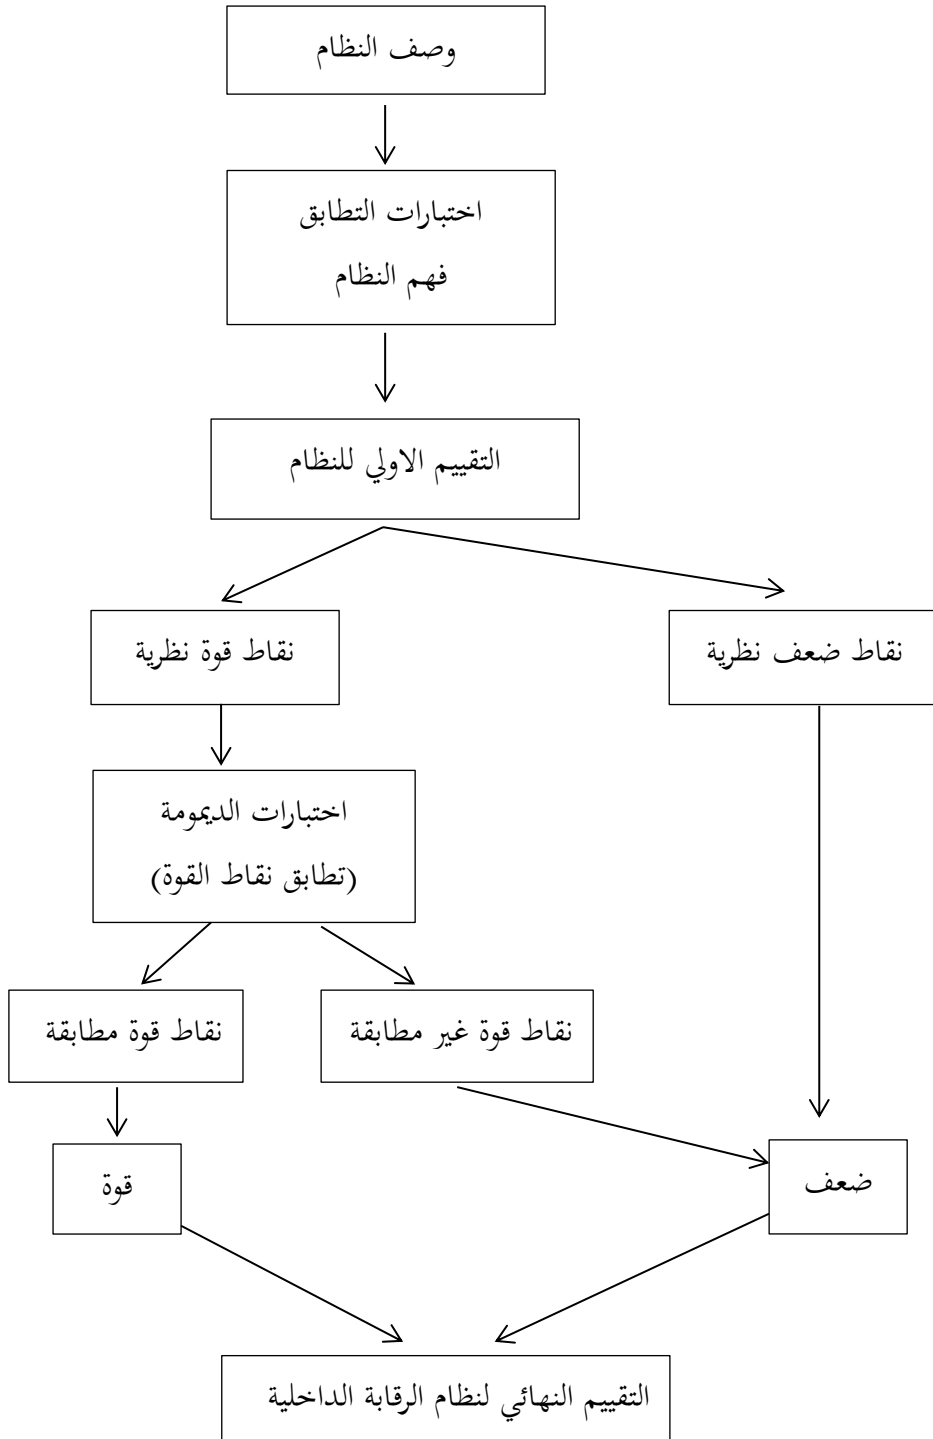 وصف النظام
اختبارات التطابق
فهم النظام
التقييم الاولي للنظام
نقاط ضعف نظرية
نقاط قوة نظرية
اختبارات الديمومة
(تطابق نقاط القوة)
نقاط قوة غير مطابقة
نقاط قوة مطابقة
ضعف
قوة
التقييم النهائي لنظام الرقابة الداخلية